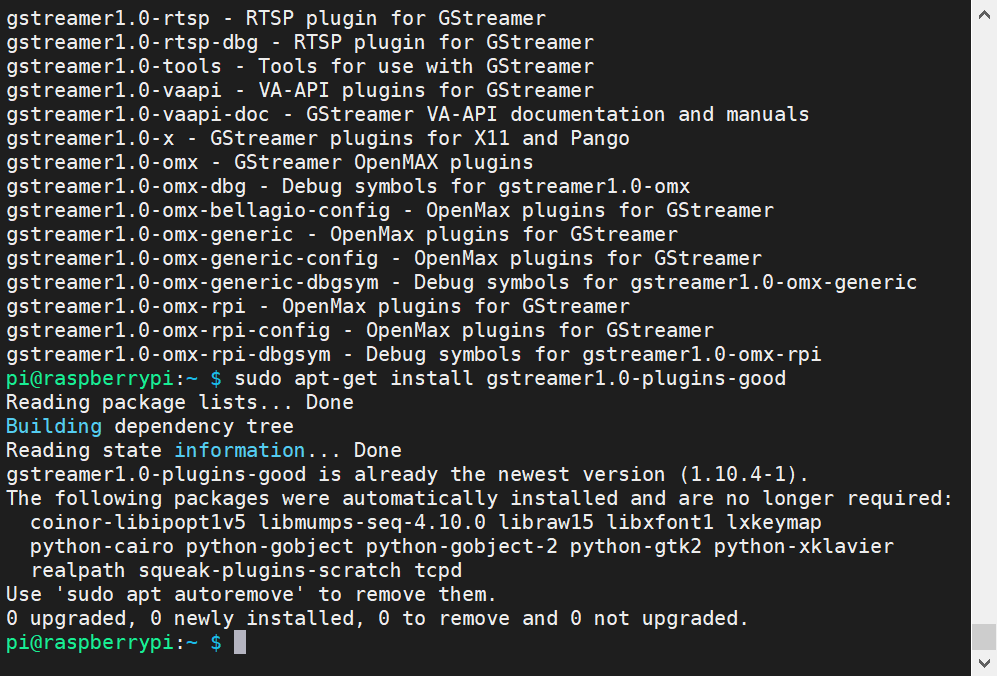 gstreamer1.0-rtsp - RTSP plugin for GStreamer
gstreamer1.0-rtsp-dbg - RTSP plugin for GStreamer
gstreamer1.0-tools - Tools for use with GStreamer
gstreamer1.0-vaapi - VA-API plugins for GStreamer
gstreamer1.0-vaapi-doc - GStreamer VA-API documentation and manuals
gstreamer1.0-x - GStreamer plugins for X11 and Pango
gstreamer1.0-omx - GStreamer OpenMAX plugins
gstreamer1.0-omx-dbg - Debug symbols for gstreamer1.0-omx
gstreamer1.0-omx-bellagio-config - OpenMax plugins for GStreamer
gstreamer1.0-omx-generic - OpenMax plugins for GStreamer
gstreamer1.0-omx-generic-config - OpenMax plugins for GStreamer
gstreamer1.0-omx-generic-dbgsym - Debug symbols for gstreamer1.0-omx-generic
gstreamer1.0-omx-rpi - OpenMax plugins for GStreamer
gstreamer1.0-omx-rpi-config - OpenMax plugins for GStreamer
gstreamer1.0-omx-rpi-dbgsym - Debug symbols for gstreamer1.0-omx-rpi
pi@raspberrypi:~ $ sudo apt-get install gstreamer1.0-plugins-good
Reading package lists... Done
Building dependency tree
Reading state information... Done
gstreamer1.0-plugins-good is already the newest version (1.10.4-1).
The following packages were automatically installed and are no longer required:
  coinor-libipopt1v5 libmumps-seq-4.10.0 libraw15 libxfont1 lxkeymap
  python-cairo python-gobject python-gobject-2 python-gtk2 python-xklavier
  realpath squeak-plugins-scratch tcpd
Use 'sudo apt autoremove' to remove them.
0 upgraded, 0 newly installed, 0 to remove and 0 not upgraded.
pi@raspberrypi:~ $